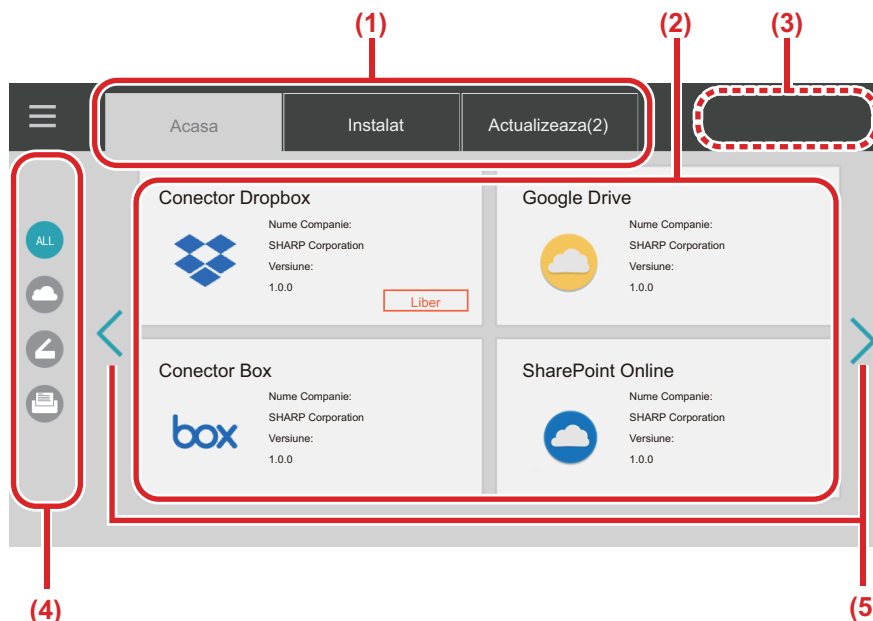 (1)
(2)
(3)
Acasa
Instalat
Actualizeaza(2)
ALL
Conector Dropbox
Nume Companie:
SHARP Corporation
Versiune:
1.0.0
Liber
Google Drive
Nume Companie:
SHARP Corporation
Versiune:
1.0.0
Conector Box
box
Nume Companie:
SHARP Corporation
Versiune:
1.0.0
SharePoint Online
Nume Companie:
SHARP Corporation
Versiune:
1.0.0
(4)
(5